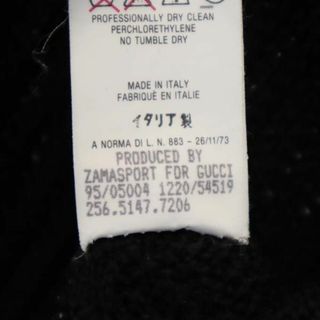 PROFESSIONALLY DRY CLEAN
PERCHLORETHYLENE
NO TUMBLE DRY
MADE IN ITALY
FABRIQUÉ EN ITALIE
イタリア製
A NORMA DI L. N. 883 - 26/11/73
PRODUCED BY
ZAMASPORT FOR GUCCI
95/05004 1220/54519
256.5147.7206